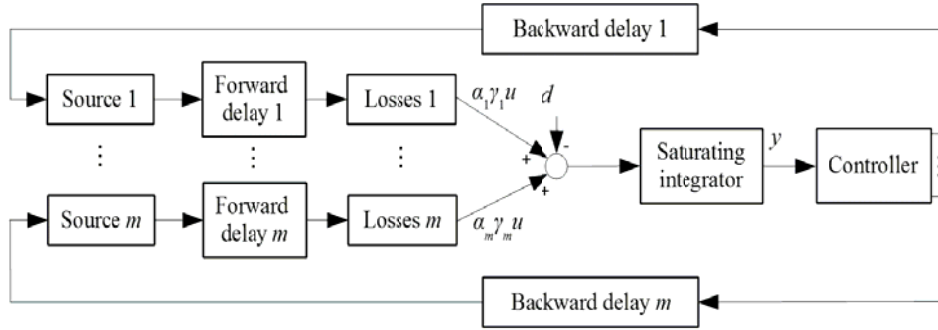 Backward delay 1
Source 1
Forward
delay 1
Losses 1
α₁γ₁u
d
-
+
+
Saturating
integrator
y
Controller
Source m
Forward
delay m
Losses m
αₘγₘu
Backward delay m